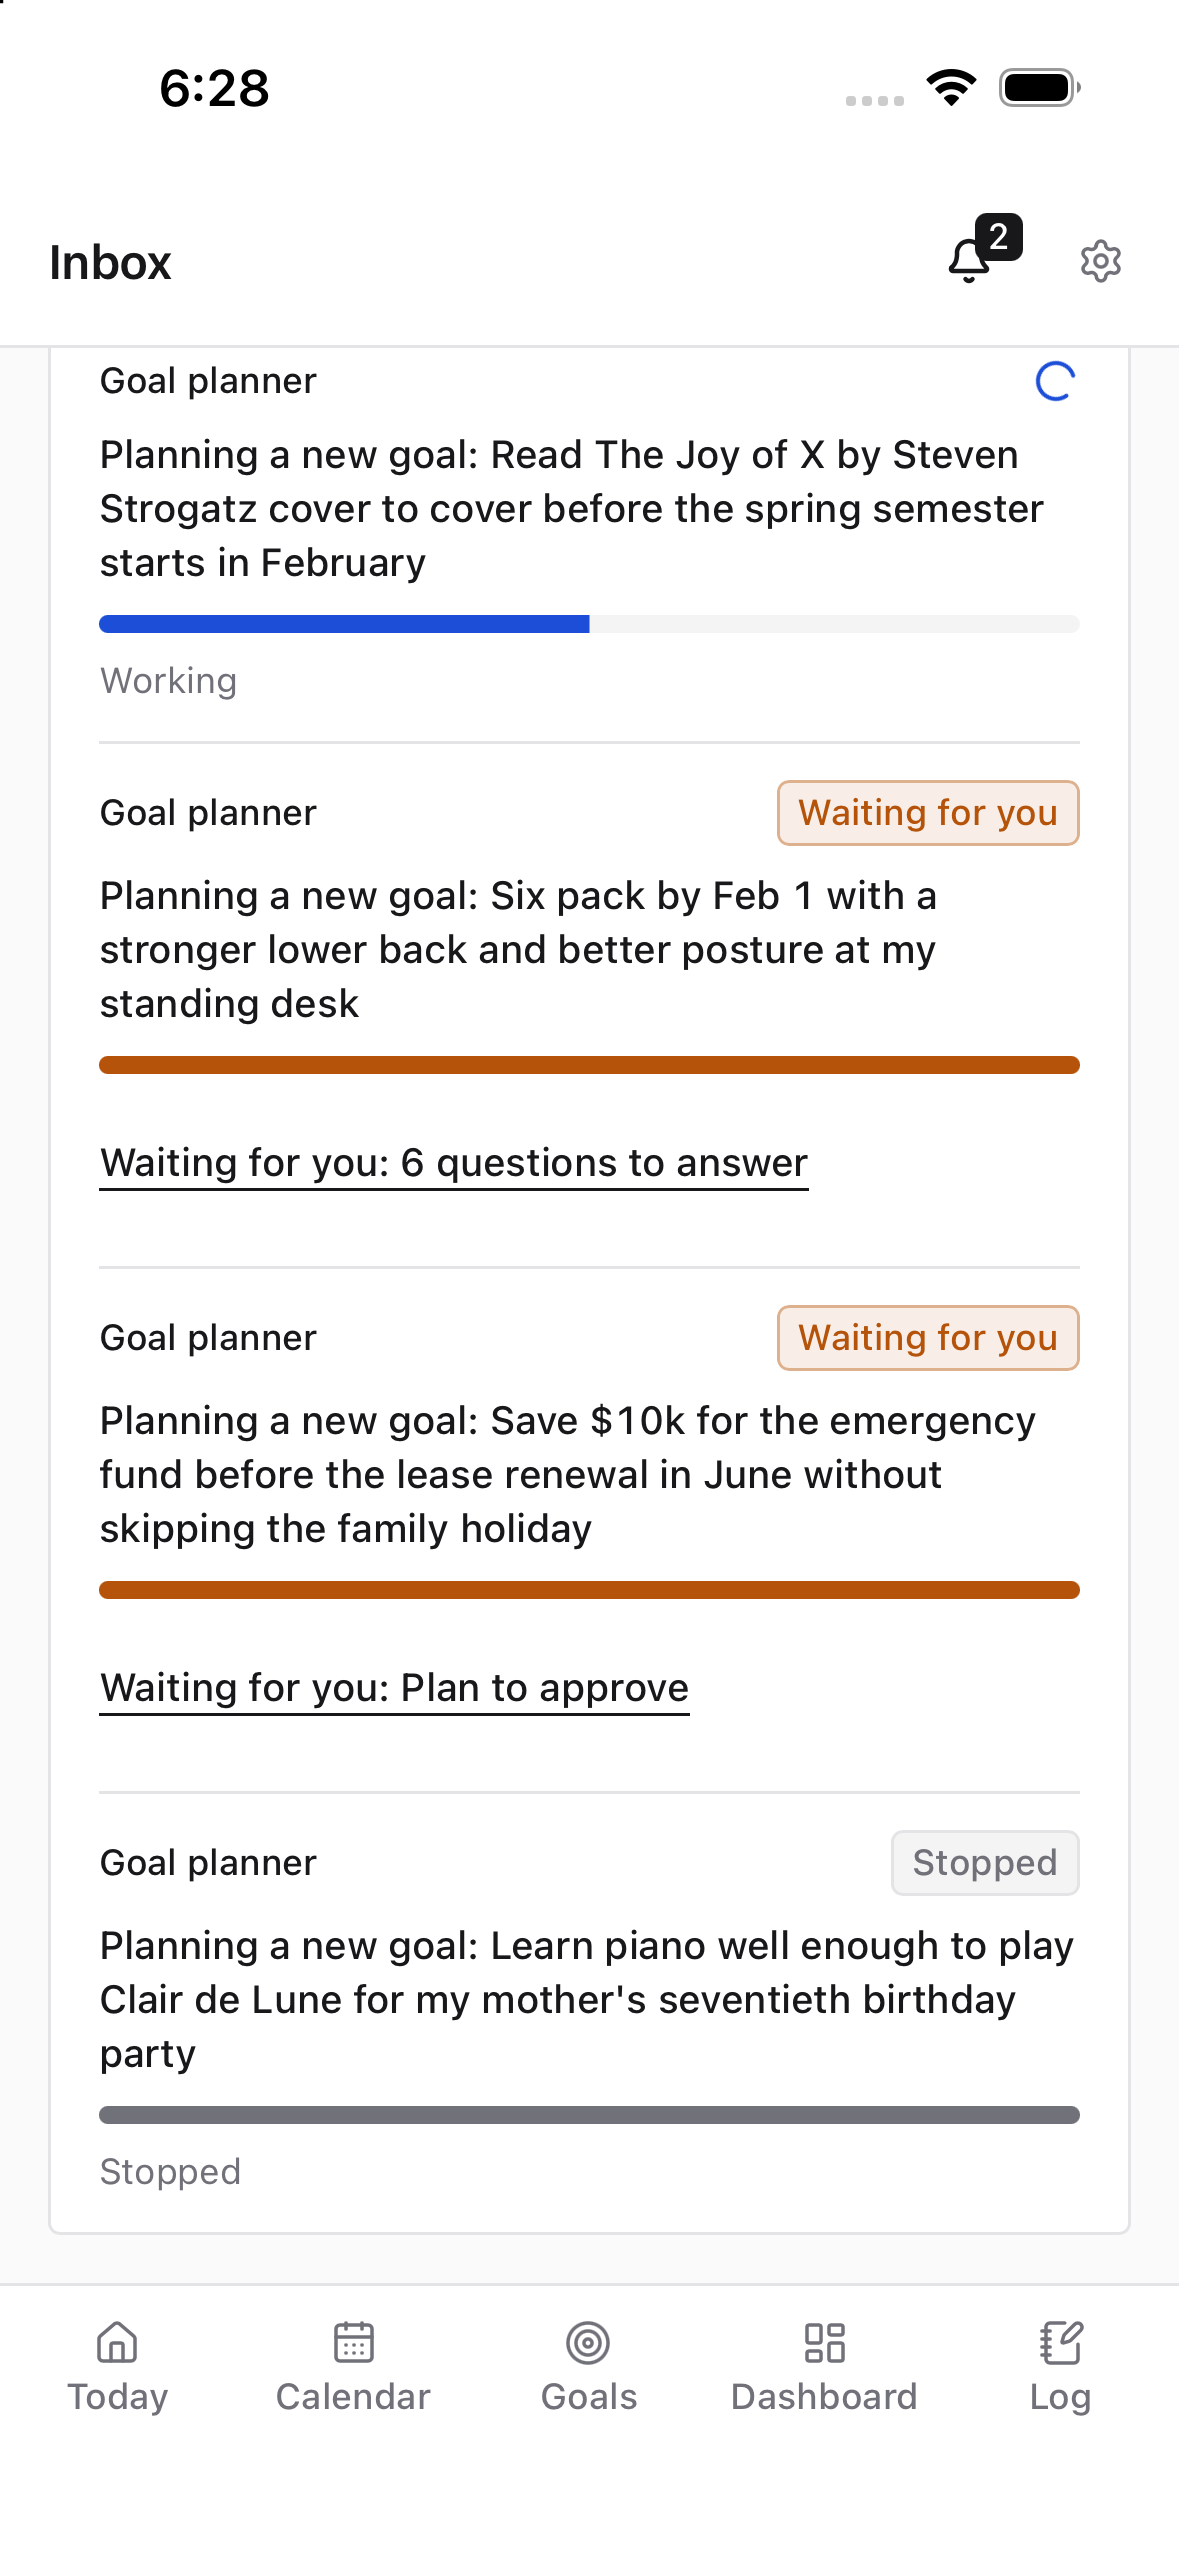 6:28
Inbox
2
Goal planner
Planning a new goal: Read The Joy of X by Steven
Strogatz cover to cover before the spring semester
starts in February
Working
Goal planner
Waiting for you
Planning a new goal: Six pack by Feb 1 with a
stronger lower back and better posture at my
standing desk
Waiting for you: 6 questions to answer
Goal planner
Waiting for you
Planning a new goal: Save $10k for the emergency
fund before the lease renewal in June without
skipping the family holiday
Waiting for you: Plan to approve
Goal planner
Stopped
Planning a new goal: Learn piano well enough to play
Clair de Lune for my mother's seventieth birthday
party
Stopped
Today
Calendar
Goals
Dashboard
Log